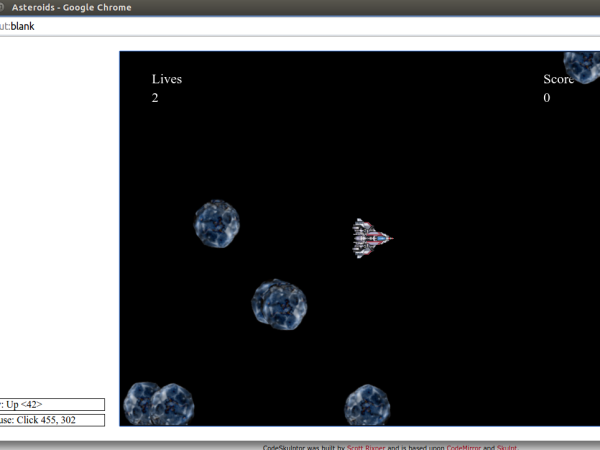 Asteroids - Google Chrome
ut:blank
Lives
2
Score
0
: Up <42>
use: Click 455, 302
CodeSkulptor was built by Scott Rixner and is based upon CodeMirror and Skulpt.